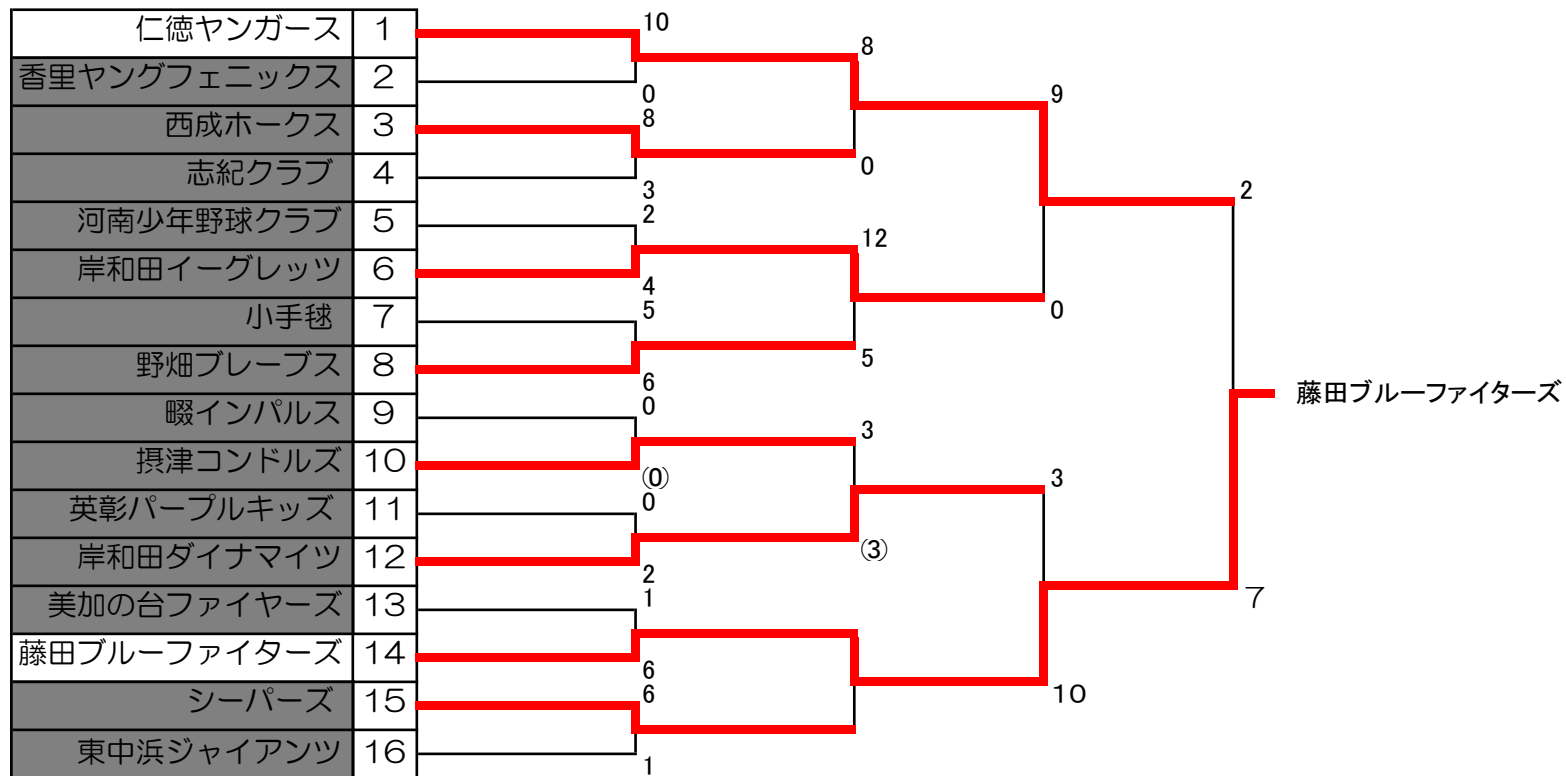 仁徳ヤンガース 1
香里ヤングフェニックス 2
西成ホークス 3
志紀クラブ 4
河南少年野球クラブ 5
岸和田イーグレッツ 6
小手毬 7
野畑ブレーブス 8
畷インパルス 9
摂津コンドルズ 10
英彰パープルキッズ 11
岸和田ダイナマイツ 12
美加の台ファイヤーズ 13
藤田ブルーファイターズ 14
シーパーズ 15
東中浜ジャイアンツ 16
10
0
8
3
2
4
5
6
0
(0)
0
2
1
6
6
1
8
0
12
5
3
(3)
9
0
3
10
2
7
藤田ブルーファイターズ